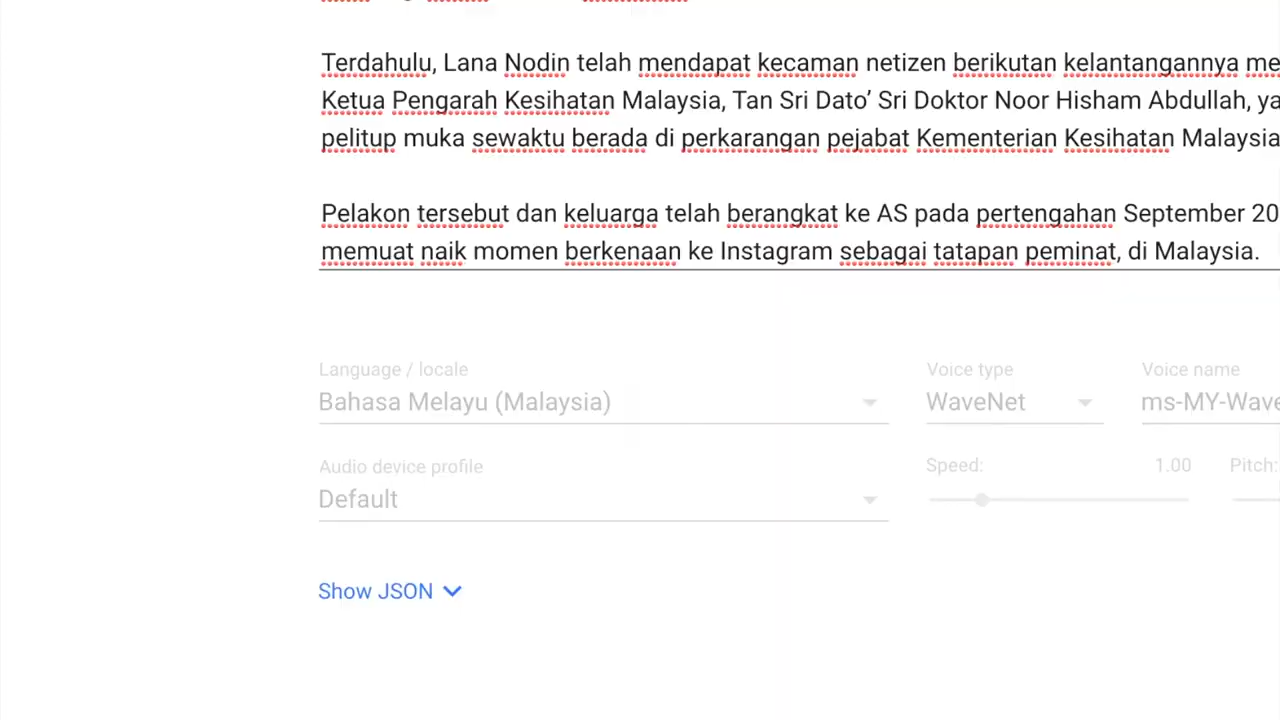 Terdahulu, Lana Nodin telah mendapat kecaman netizen berikutan kelantangannya
Ketua Pengarah Kesihatan Malaysia, Tan Sri Dato’ Sri Doktor Noor Hisham Abdullah,
pelitup muka sewaktu berada di perkarangan pejabat Kementerian Kesihatan Malaysia
Pelakon tersebut dan keluarga telah berangkat ke AS pada pertengahan September 20
memuat naik momen berkenaan ke Instagram sebagai tatapan peminat, di Malaysia.
Language / locale
Bahasa Melayu (Malaysia)
Voice type
WaveNet
Voice name
ms-MY-Wave
Audio device profile
Default
Speed: 1.00
Pitch:
Show JSON